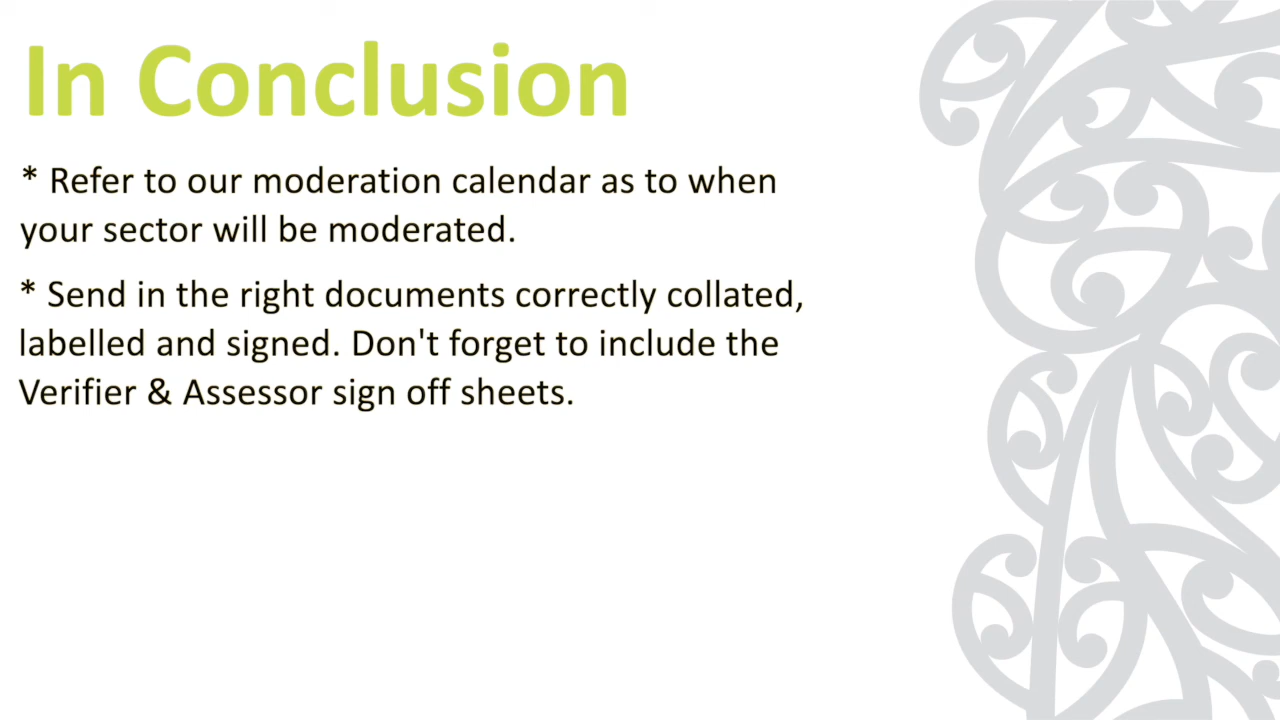 In Conclusion
* Refer to our moderation calendar as to when
your sector will be moderated.
* Send in the right documents correctly collated,
labelled and signed. Don't forget to include the
Verifier & Assessor sign off sheets.